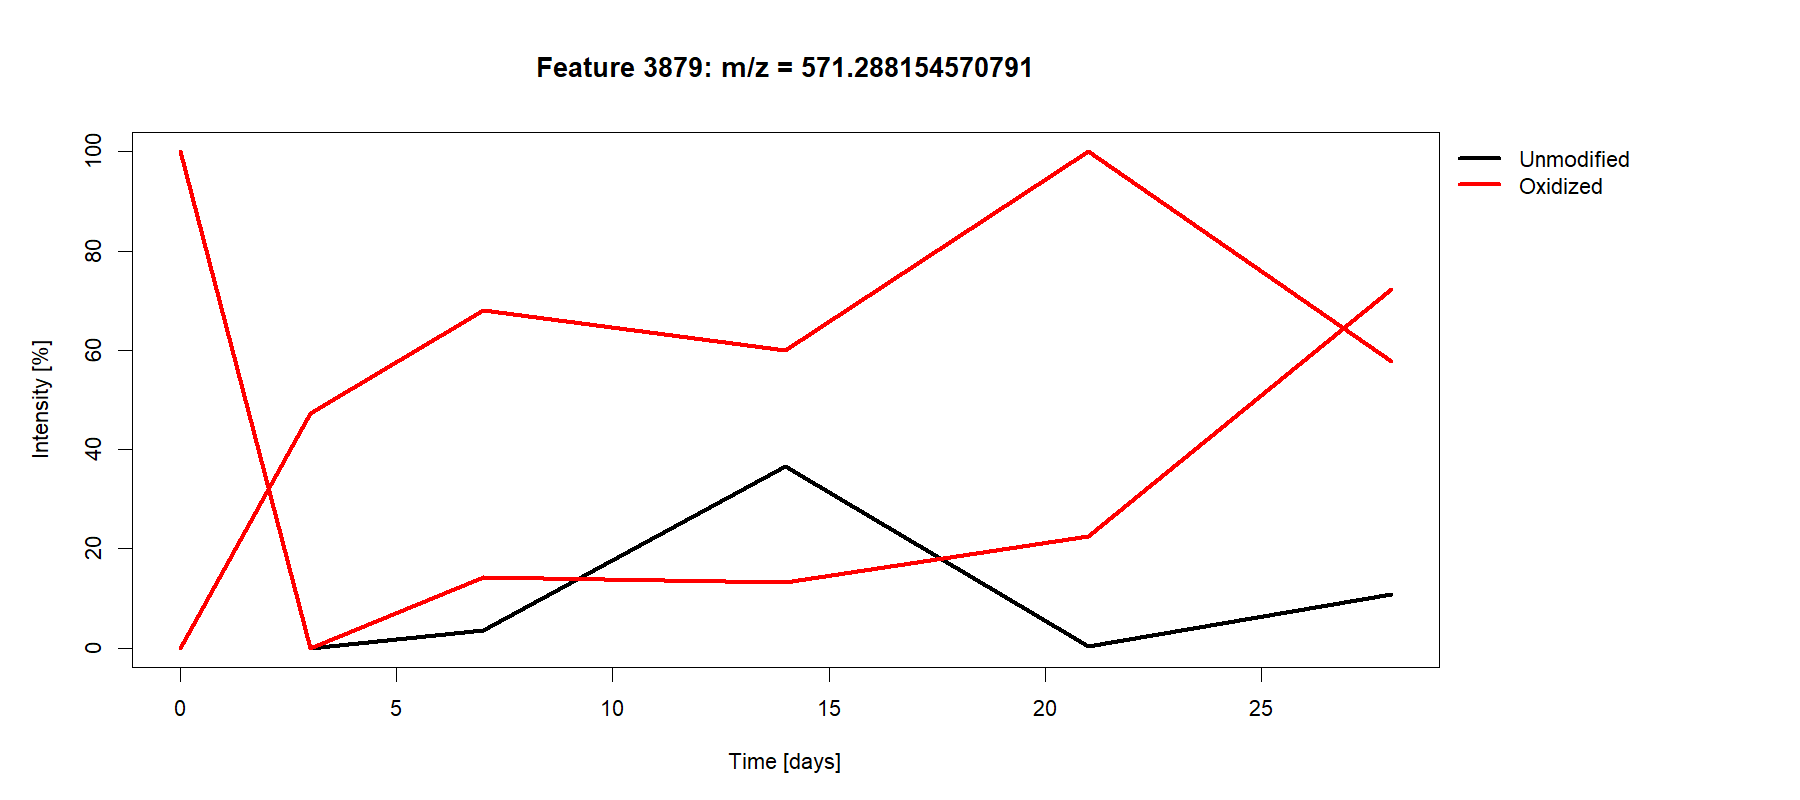 Feature 3879: m/z = 571.288154570791
Unmodified
Oxidized
100
80
60
40
20
0
Intensity [%]
0 5 10 15 20 25
Time [days]